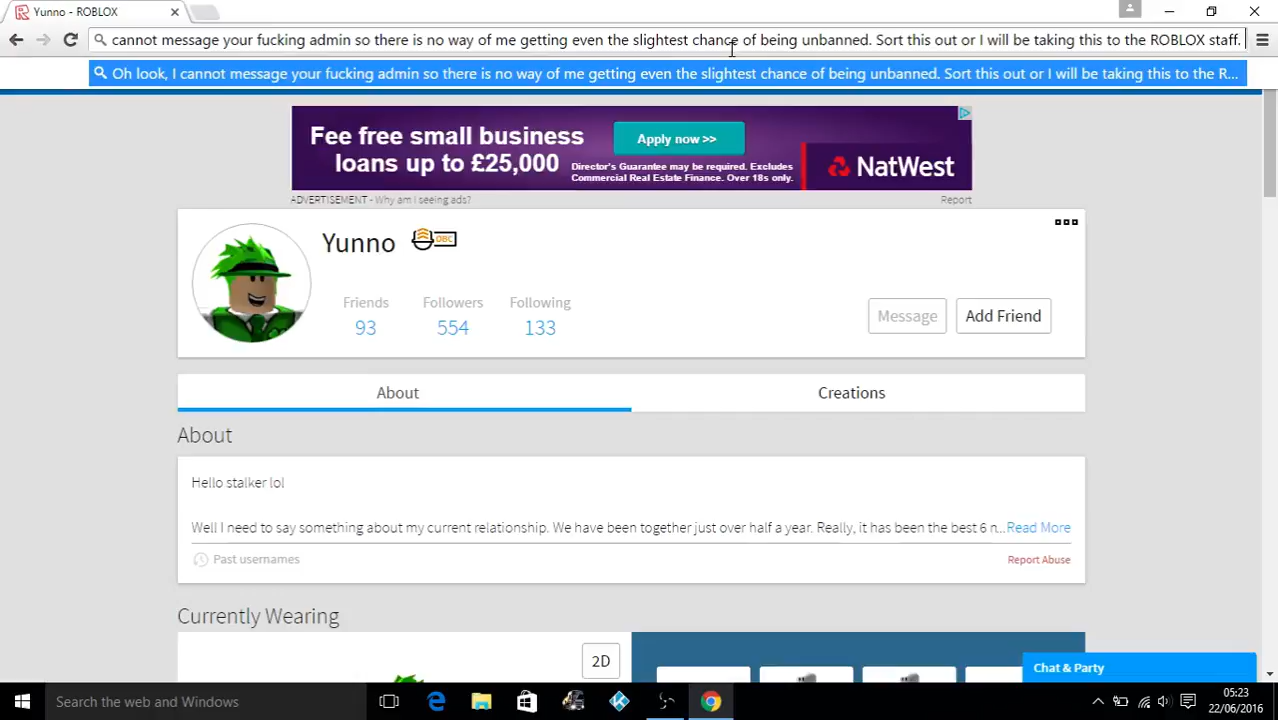 Yunno - ROBLOX
cannot message your fucking admin so there is no way of me getting even the slightest chance of being unbanned. Sort this out or I will be taking this to the ROBLOX staff.
Oh look, I cannot message your fucking admin so there is no way of me getting even the slightest chance of being unbanned. Sort this out or I will be taking this to the R...
Fee free small business
loans up to £25,000
Apply now >>
Director's Guarantee may be required. Excludes
Commercial Real Estate Finance. Over 18s only.
NatWest
ADVERTISEMENT - Why am I seeing ads?
Report
Yunno
OBC
Friends
Followers
Following
93
554
133
Message
Add Friend
About
Creations
About
Hello stalker lol
Well I need to say something about my current relationship. We have been together just over half a year. Really, it has been the best 6 n... Read More
Past usernames
Report Abuse
Currently Wearing
2D
Chat & Party
Search the web and Windows
05:23
22/06/2016